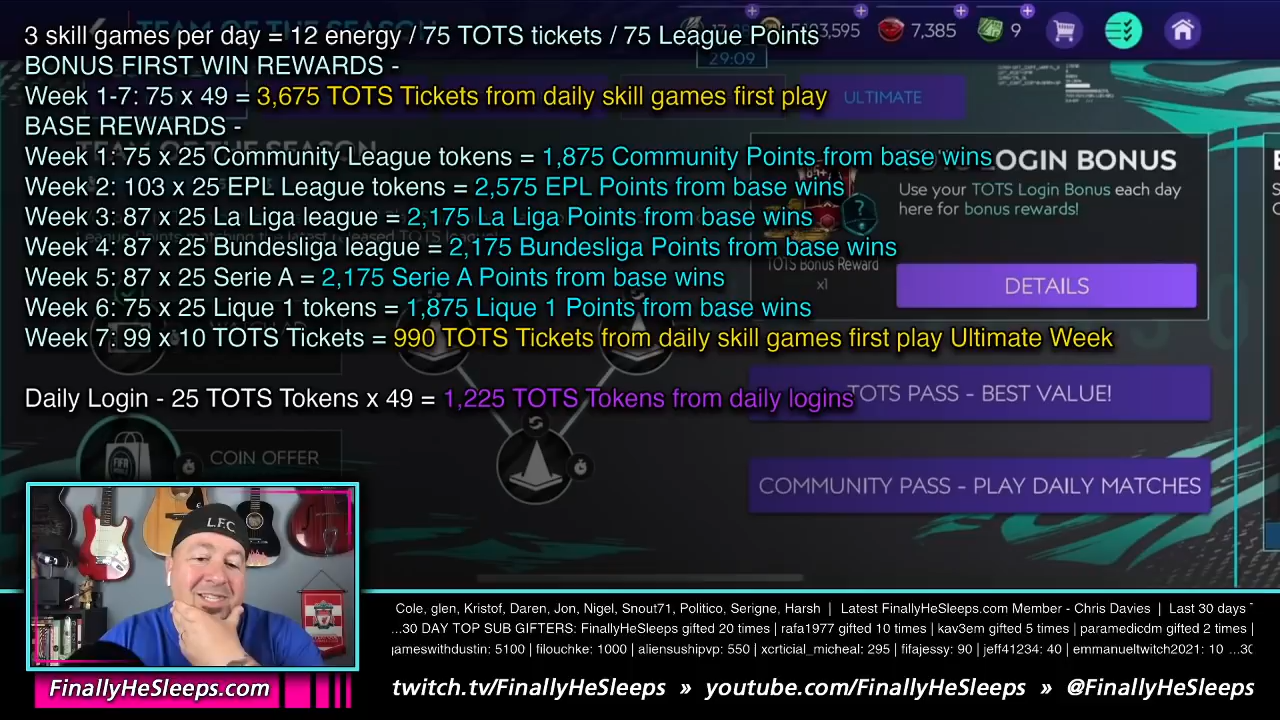 TEAM OF THE SEASON
3 skill games per day = 12 energy / 75 TOTS tickets / 75 League Points
7,385
9
29:09
BONUS FIRST WIN REWARDS -
Week 1-7: 75 x 49 = 3,675 TOTS Tickets from daily skill games first play
ULTIMATE
BASE REWARDS -
Week 1: 75 x 25 Community League tokens = 1,875 Community Points from base wins
LOGIN BONUS
Week 2: 103 x 25 EPL League tokens = 2,575 EPL Points from base wins
Use your TOTS Login Bonus each day
here for bonus rewards!
Week 3: 87 x 25 La Liga league = 2,175 La Liga Points from base wins
Week 4: 87 x 25 Bundesliga league = 2,175 Bundesliga Points from base wins
TOTS Bonus Reward
x1
Week 5: 87 x 25 Serie A = 2,175 Serie A Points from base wins
DETAILS
Week 6: 75 x 25 Lique 1 tokens = 1,875 Lique 1 Points from base wins
Week 7: 99 x 10 TOTS Tickets = 990 TOTS Tickets from daily skill games first play Ultimate Week
Daily Login - 25 TOTS Tokens x 49 = 1,225 TOTS Tokens from daily logins
TOTS PASS - BEST VALUE!
COIN OFFER
COMMUNITY PASS - PLAY DAILY MATCHES
L.F.C.
Cole, glen, Kristof, Daren, Jon, Nigel, Snout71, Politico, Serigne, Harsh | Latest FinallyHeSleeps.com Member - Chris Davies | Last 30 days
...30 DAY TOP SUB GIFTERS: FinallyHeSleeps gifted 20 times | rafa1977 gifted 10 times | kav3em gifted 5 times | paramedicdm gifted 2 times |
jameswithdustin: 5100 | filouchke: 1000 | aliensushipvp: 550 | xcrticial_micheal: 295 | fifajessy: 90 | jeff41234: 40 | emmanueltwitch2021: 10 ...30
FinallyHeSleeps.com
twitch.tv/FinallyHeSleeps » youtube.com/FinallyHeSleeps » @FinallyHeSleeps